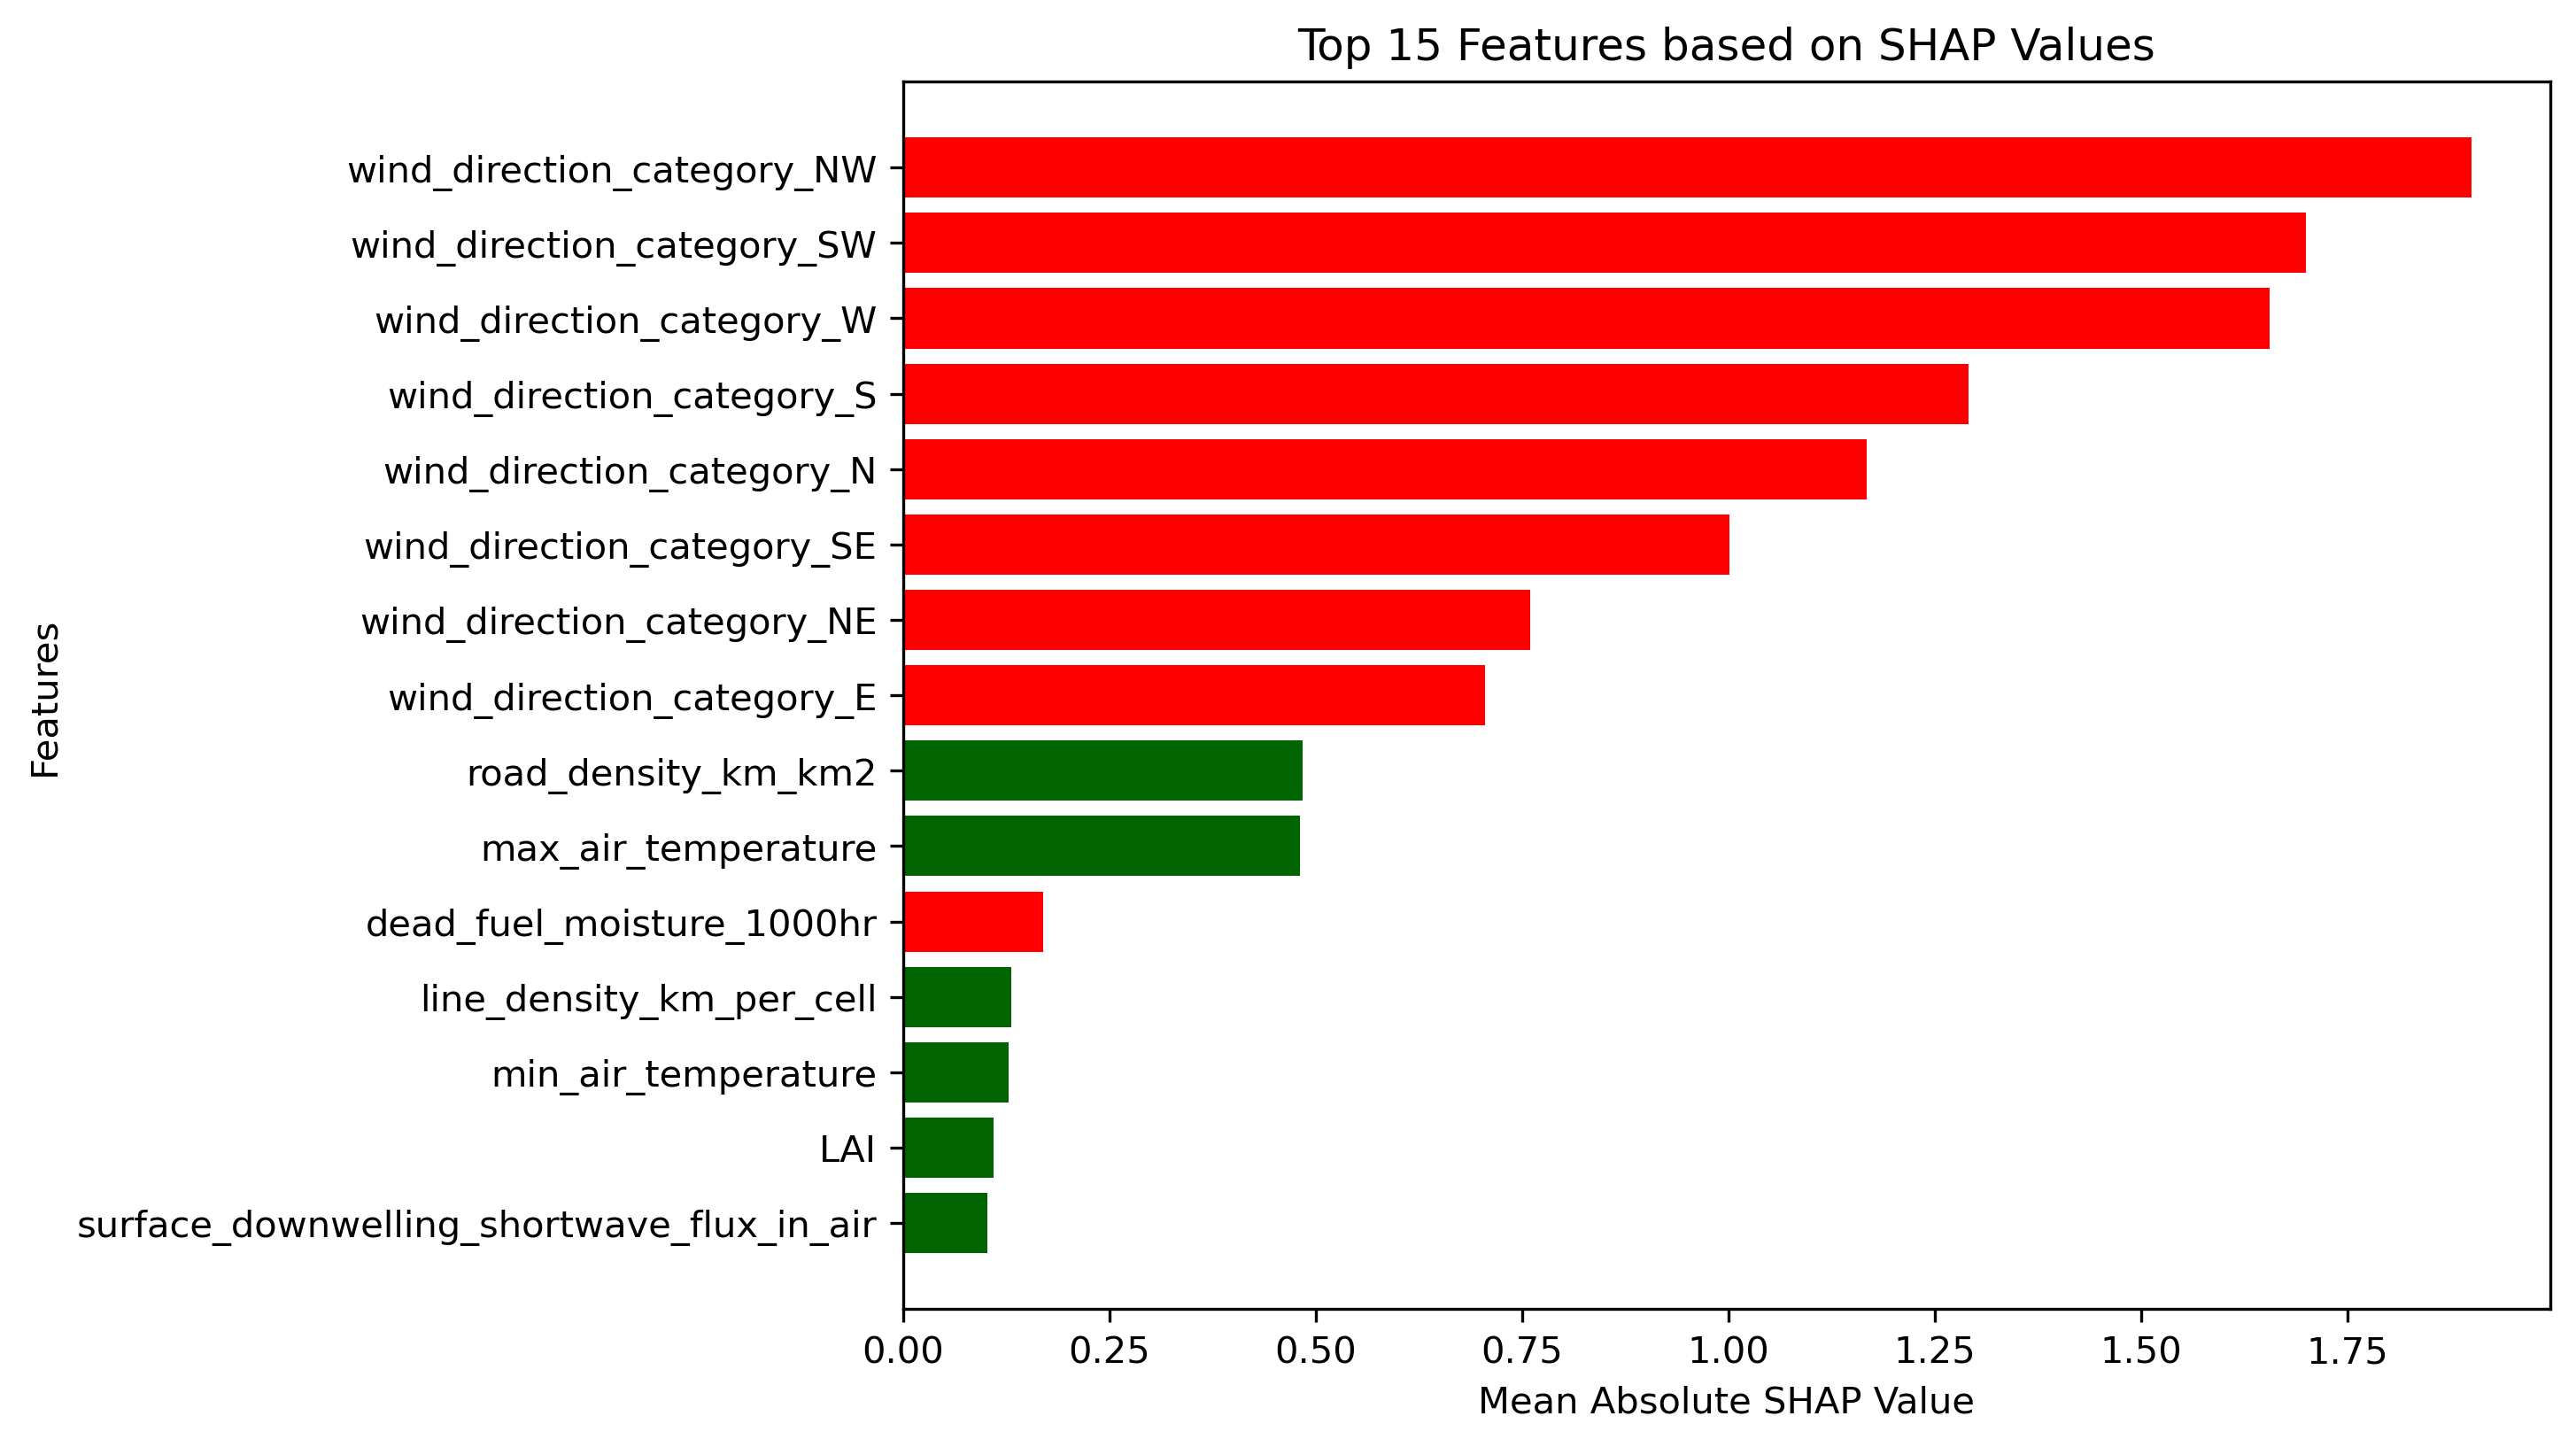 Top 15 Features based on SHAP Values
Features
wind_direction_category_NW
wind_direction_category_SW
wind_direction_category_W
wind_direction_category_S
wind_direction_category_N
wind_direction_category_SE
wind_direction_category_NE
wind_direction_category_E
road_density_km_km2
max_air_temperature
dead_fuel_moisture_1000hr
line_density_km_per_cell
min_air_temperature
LAI
surface_downwelling_shortwave_flux_in_air
0.00 0.25 0.50 0.75 1.00 1.25 1.50 1.75
Mean Absolute SHAP Value